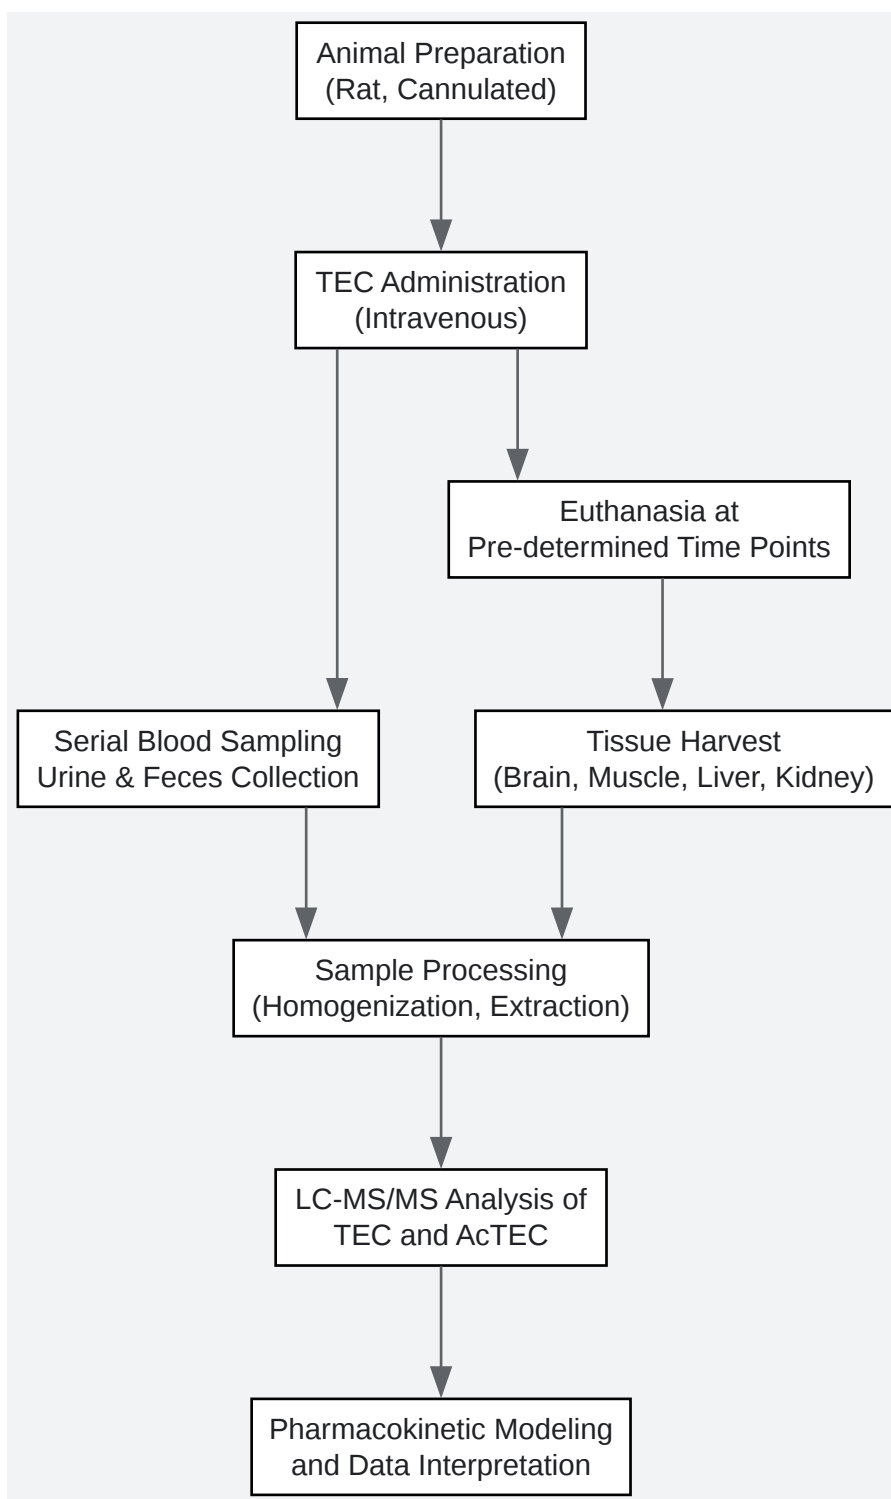 Animal Preparation
(Rat, Cannulated)
TEC Administration
(Intravenous)
Euthanasia at
Pre-determined Time Points
Serial Blood Sampling
Urine & Feces Collection
Tissue Harvest
(Brain, Muscle, Liver, Kidney)
Sample Processing
(Homogenization, Extraction)
LC-MS/MS Analysis of
TEC and AcTEC
Pharmacokinetic Modeling
and Data Interpretation